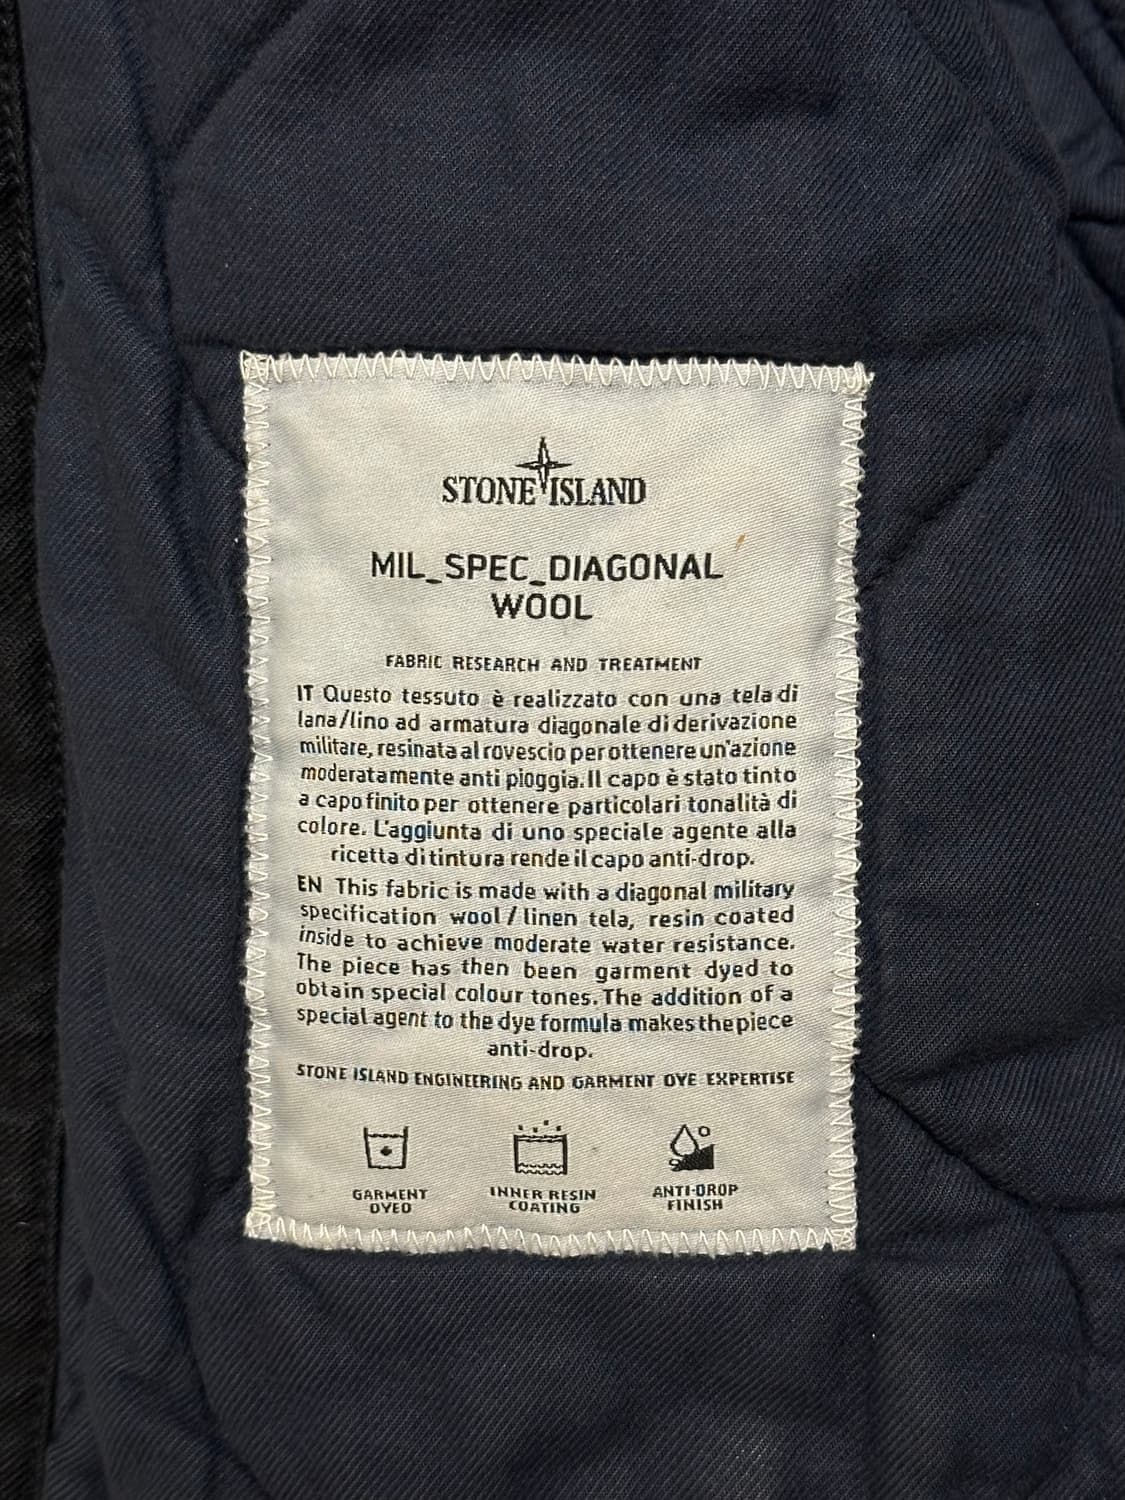 STONE ISLAND
MIL_SPEC_DIAGONAL
WOOL
FABRIC RESEARCH AND TREATMENT
IT Questo tessuto è realizzato con una tela di
lana/lino ad armatura diagonale di derivazione
militare, resinata al rovescio per ottenere un'azione
moderatamente anti pioggia. Il capo è stato tinto
a capo finito per ottenere particolari tonalità di
colore. L'aggiunta di uno speciale agente alla
ricetta di tintura rende il capo anti-drop.
EN This fabric is made with a diagonal military
specification wool / linen tela, resin coated
inside to achieve moderate water resistance.
The piece has then been garment dyed to
obtain special colour tones. The addition of a
special agent to the dye formula makes the piece
anti-drop.
STONE ISLAND ENGINEERING AND GARMENT DYE EXPERTISE
GARMENT DYED
INNER RESIN COATING
ANTI-DROP FINISH